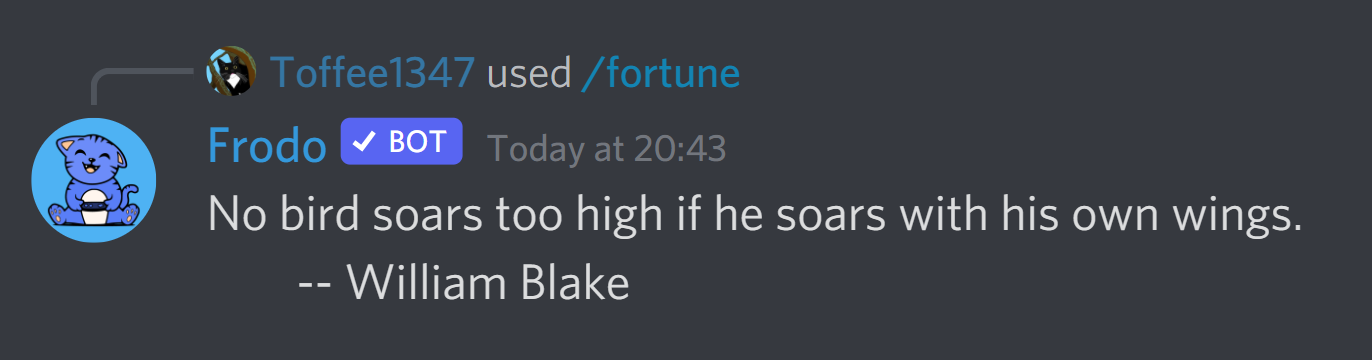 Toffee1347 used /fortune
Frodo ✓ BOT Today at 20:43
No bird soars too high if he soars with his own wings.
-- William Blake